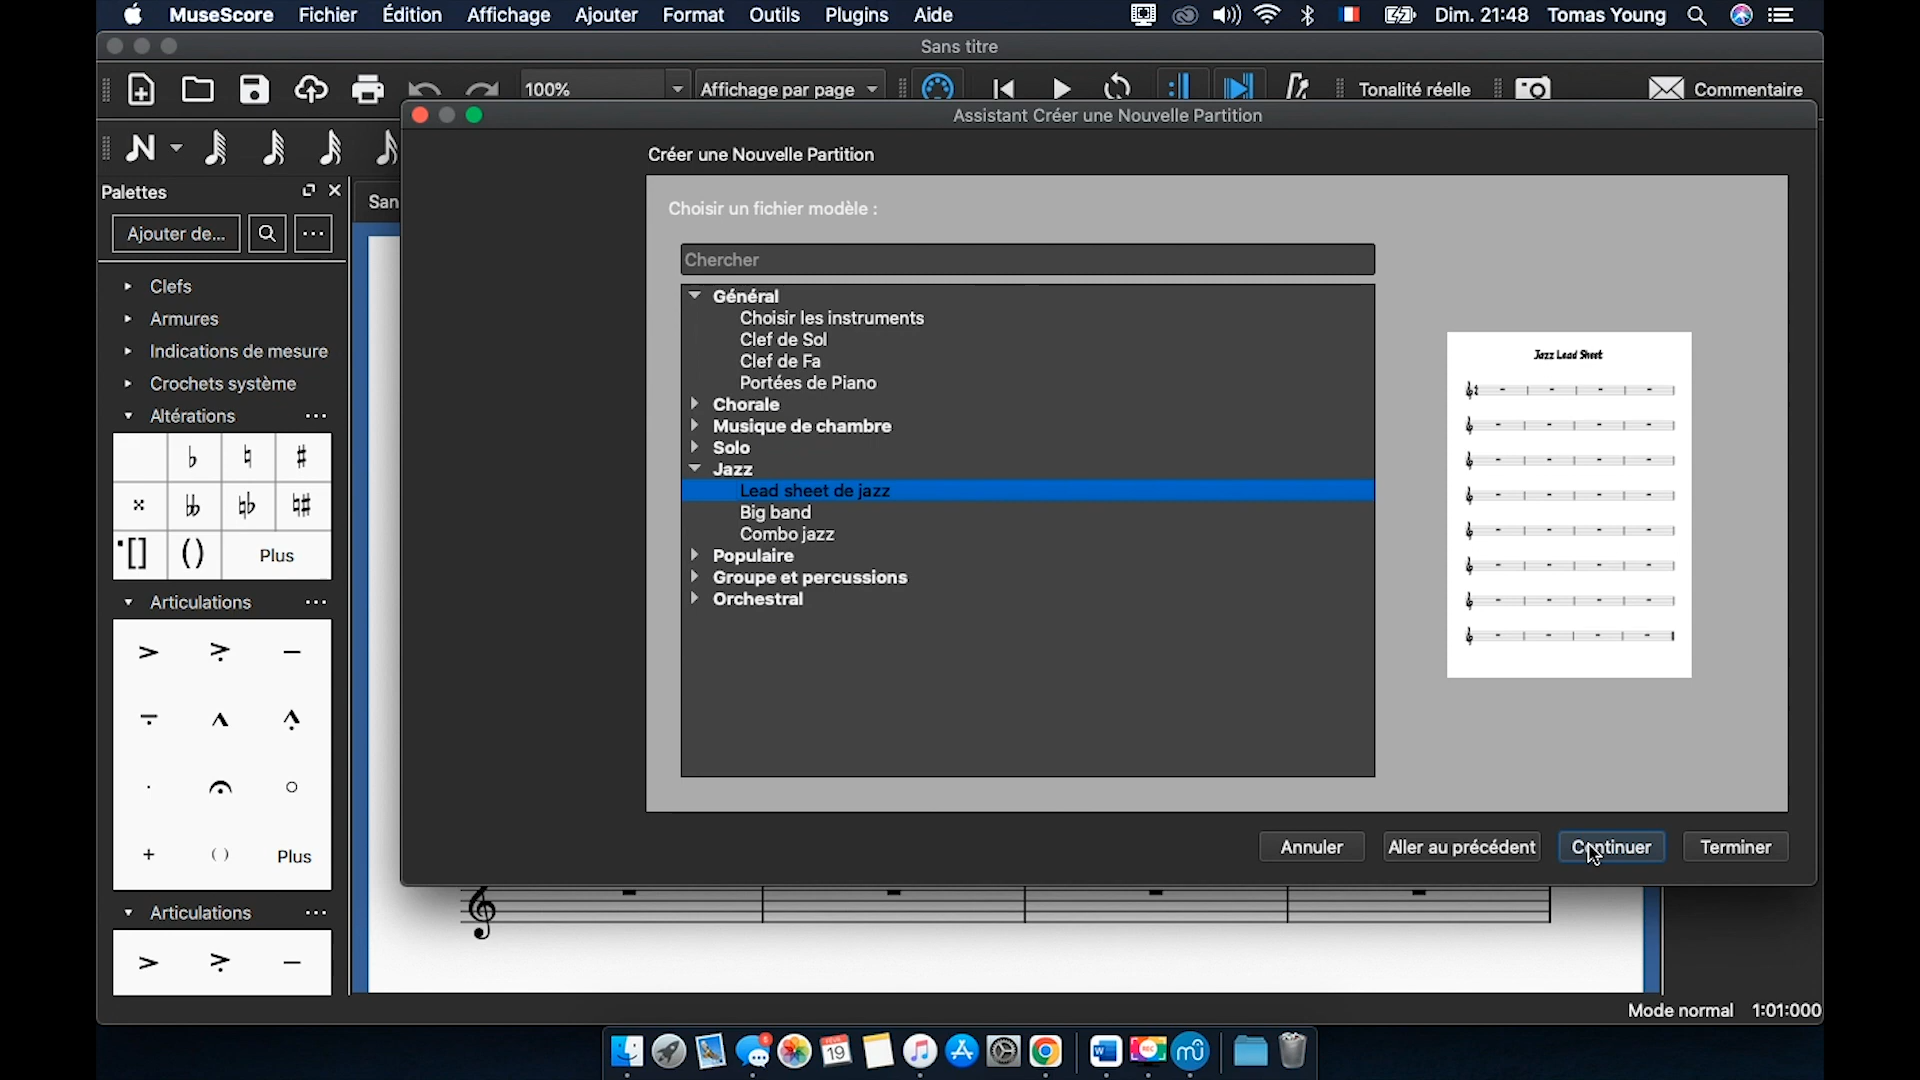 MuseScore Fichier Édition Affichage Ajouter Format Outils Plugins Aide Dim. 21:48 Tomas Young
Sans titre
100% Affichage par page Tonalité réelle Commentaire
Assistant Créer une Nouvelle Partition
Créer une Nouvelle Partition
Palettes
San
Ajouter de...
Choisir un fichier modèle :
Chercher
Clefs
Armures
Indications de mesure
Crochets système
Altérations
Plus
Articulations
Plus
Articulations
Général
Choisir les instruments
Clef de Sol
Clef de Fa
Portées de Piano
Chorale
Musique de chambre
Solo
Jazz
Lead sheet de jazz
Big band
Combo jazz
Populaire
Groupe et percussions
Orchestral
Jazz Lead Sheet
Annuler Aller au précédent Continuer Terminer
Mode normal 1:01:000
6
19
W
REC